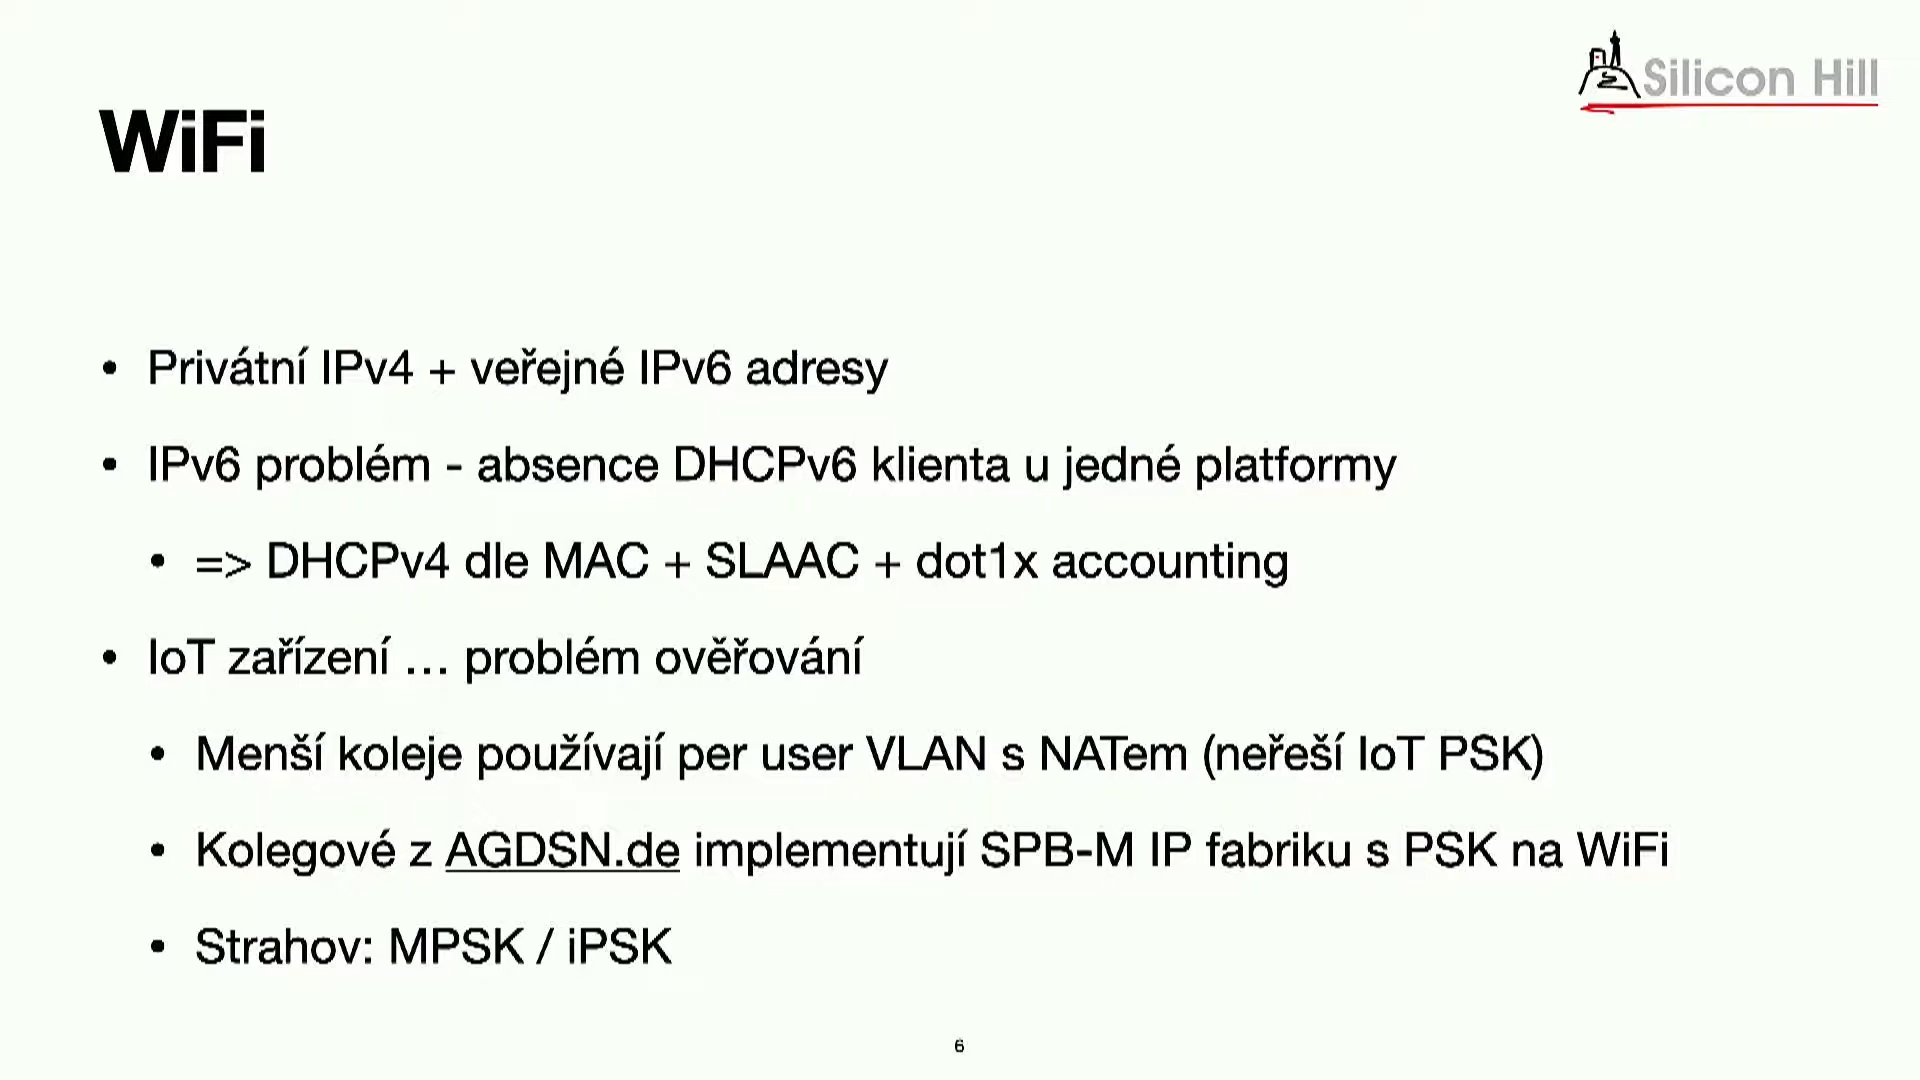 Silicon Hill
WiFi
• Privátní IPv4 + veřejné IPv6 adresy
• IPv6 problém - absence DHCPv6 klienta u jedné platformy
• => DHCPv4 dle MAC + SLAAC + dot1x accounting
• IoT zařízení … problém ověřování
• Menší koleje používají per user VLAN s NATem (neřeší IoT PSK)
• Kolegové z AGDSN.de implementují SPB-M IP fabriku s PSK na WiFi
• Strahov: MPSK / iPSK
6